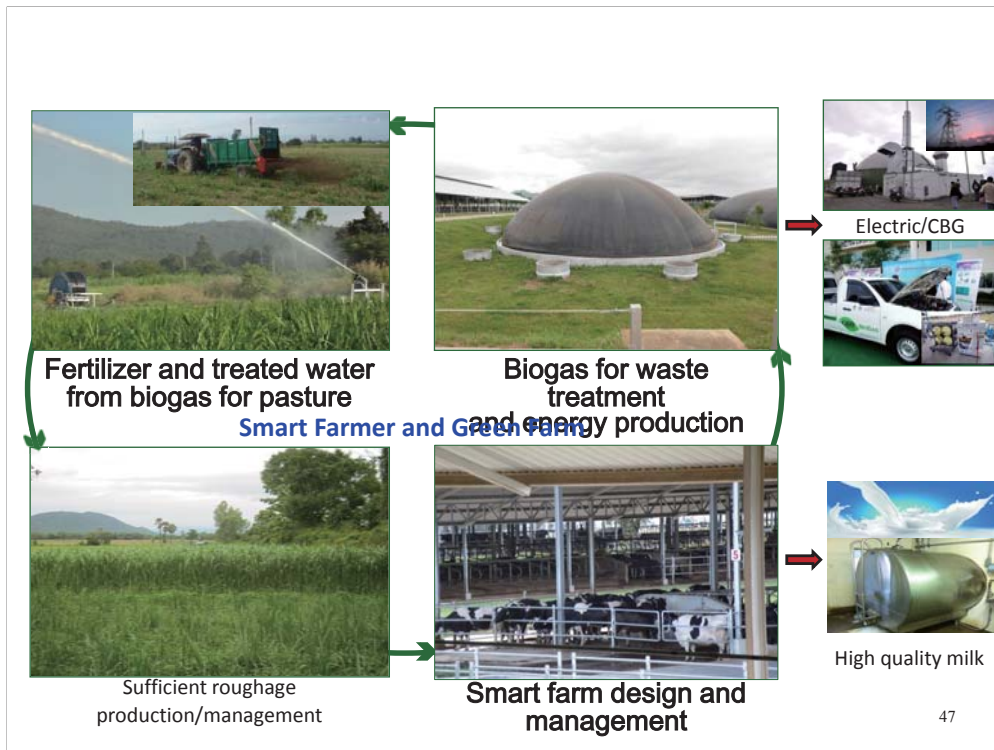 Electric/CBG
Fertilizer and treated water
from biogas for pasture
Biogas for waste
treatment
and energy production
Smart Farmer and Green Farm
5
Sufficient roughage
production/management
Smart farm design and
management
High quality milk
47